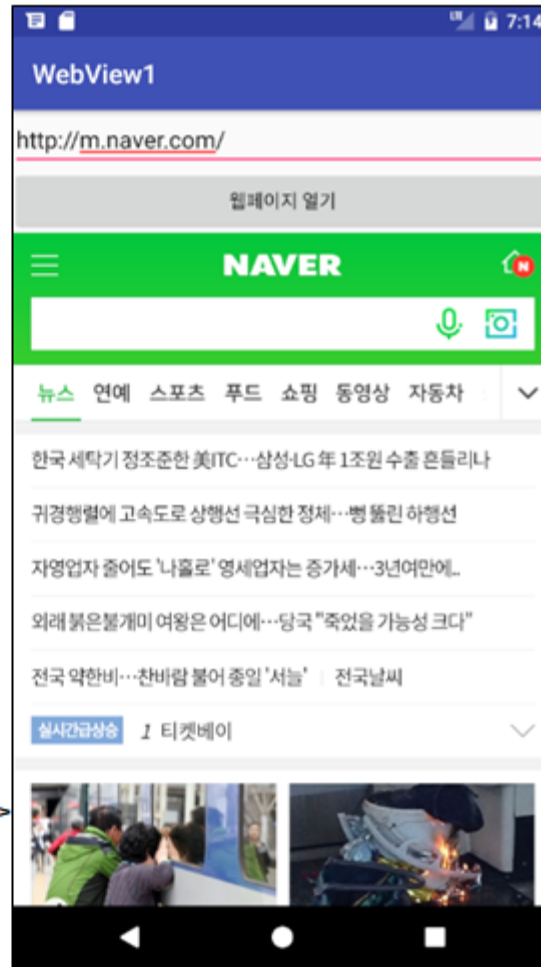 7:14
WebView1
http://m.naver.com/
웹페이지 열기
NAVER
N
뉴스 연예 스포츠 푸드 쇼핑 동영상 자동차
한국 세탁기 정조준한 美ITC…삼성·LG 年 1조원 수출 흔들리나
귀경행렬에 고속도로 상행선 극심한 정체…뻥 뚫린 하행선
자영업자 줄어도 '나홀로' 영세업자는 증가세…3년여만에..
외래 붉은불개미 여왕은 어디에…당국 "죽었을 가능성 크다"
전국 약한비…찬바람 불어 종일 '서늘' | 전국날씨
실시간급상승 1 티켓베이
>